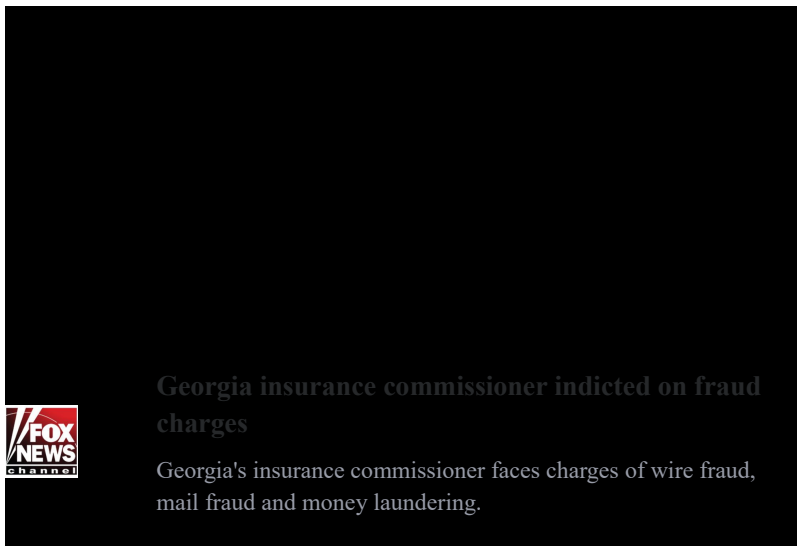 Georgia insurance commissioner indicted on fraud
charges
FOX
NEWS
channel
Georgia's insurance commissioner faces charges of wire fraud,
mail fraud and money laundering.